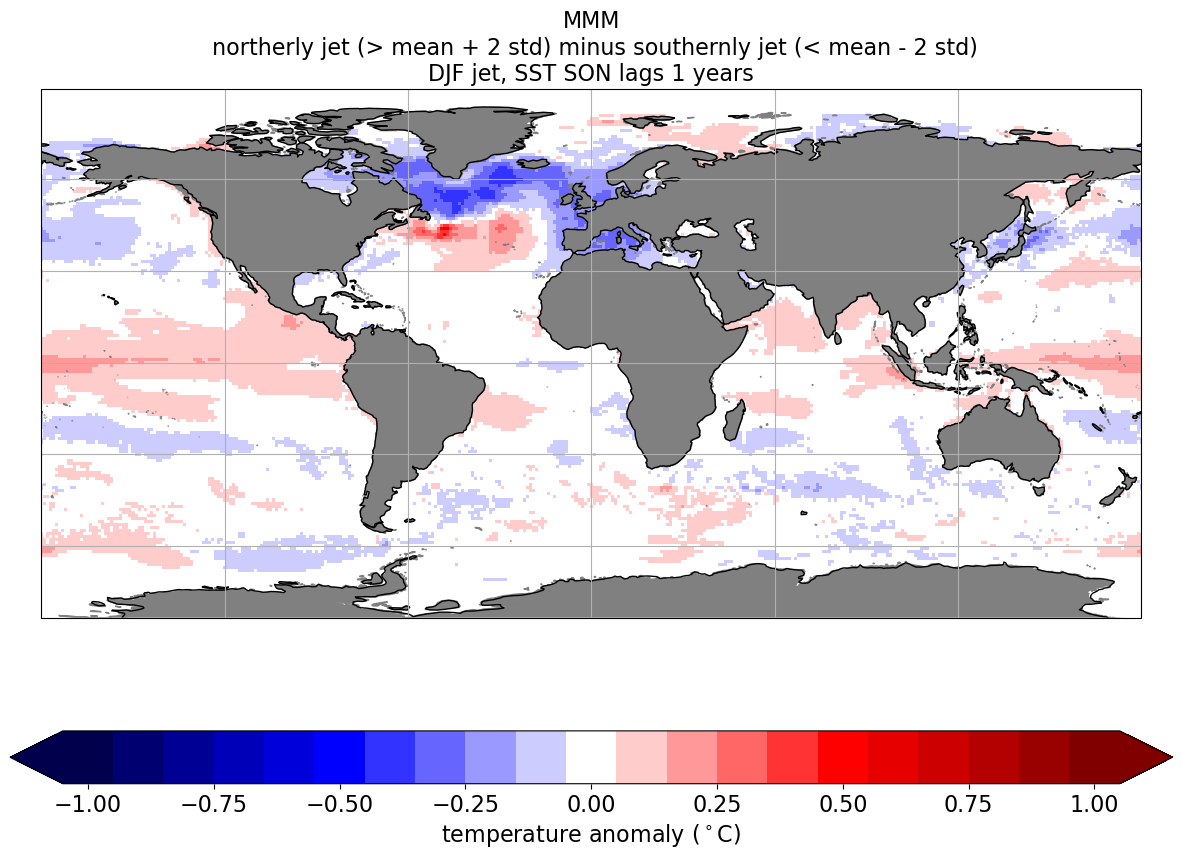 MMM
northerly jet (> mean + 2 std) minus southernly jet (< mean - 2 std)
DJF jet, SST SON lags 1 years
−1.00 −0.75 −0.50 −0.25 0.00 0.25 0.50 0.75 1.00
temperature anomaly (°C)